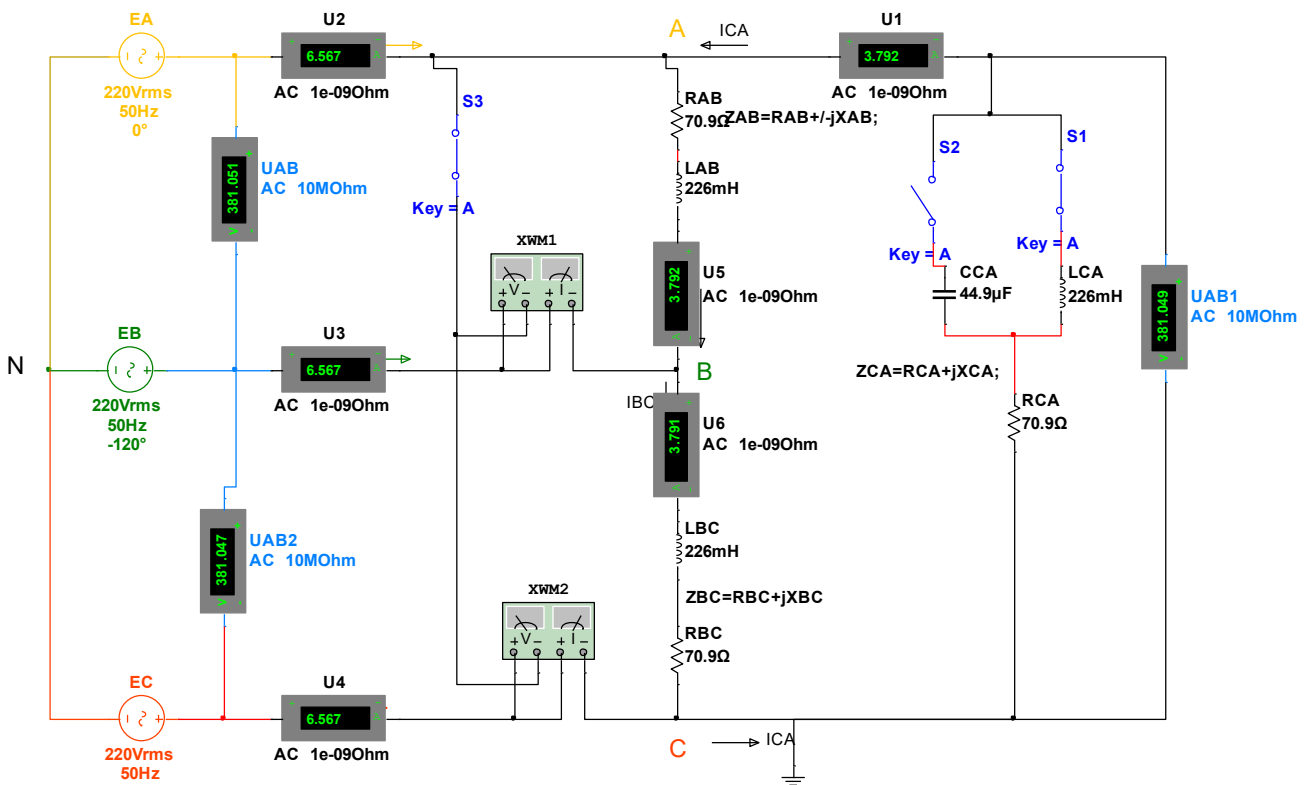 EA
220Vrms
50Hz
0°
U2
6.567
AC 1e-09Ohm
A
ICA
U1
3.792
AC 1e-09Ohm
S3
Key = A
RAB
70.9Ω
ZAB=RAB+/-jXAB;
LAB
226mH
S2
Key = A
S1
Key = A
UAB
AC 10MOhm
381.051
V
XWM1
V
I
U5
3.792
AC 1e-09Ohm
CCA
44.9µF
LCA
226mH
UAB1
AC 10MOhm
381.049
V
N
EB
220Vrms
50Hz
-120°
U3
6.567
AC 1e-09Ohm
B
IBC
U6
3.791
AC 1e-09Ohm
ZCA=RCA+jXCA;
RCA
70.9Ω
UAB2
AC 10MOhm
381.047
V
LBC
226mH
ZBC=RBC+jXBC
RBC
70.9Ω
XWM2
V
I
EC
220Vrms
50Hz
U4
6.567
AC 1e-09Ohm
C
ICA